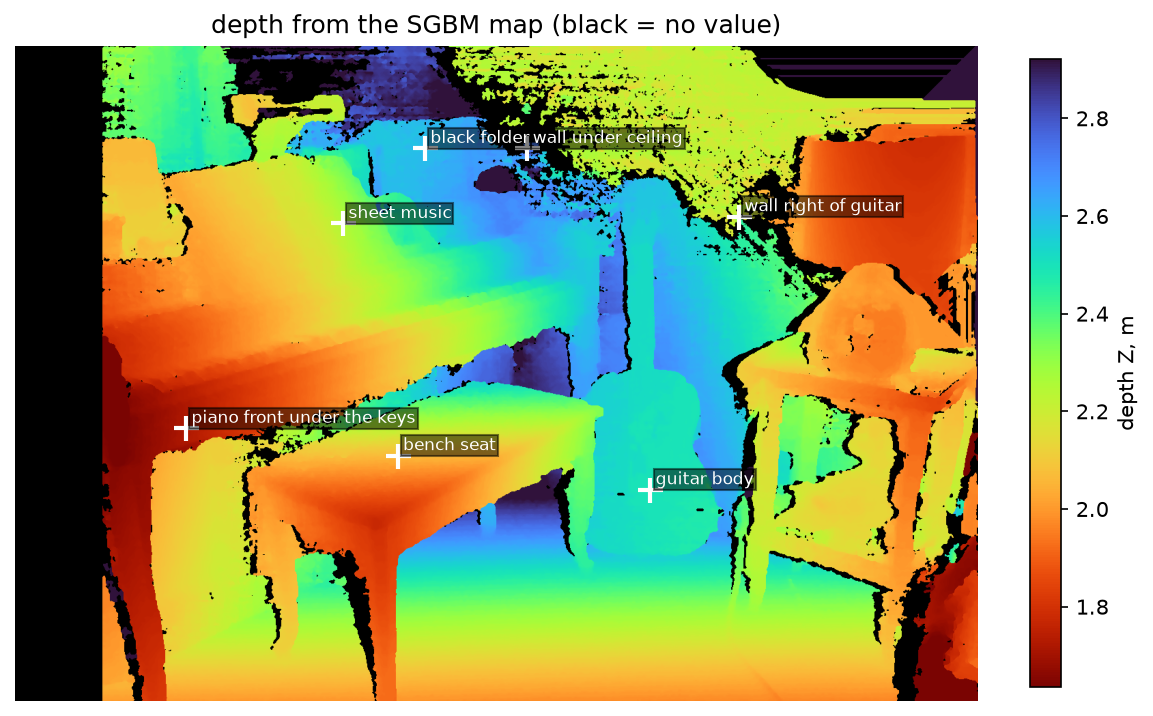 depth from the SGBM map (black = no value)
black folder
wall under ceiling
sheet music
wall right of guitar
piano front under the keys
bench seat
guitar body
2.8
2.6
2.4
2.2
2.0
1.8
depth Z, m